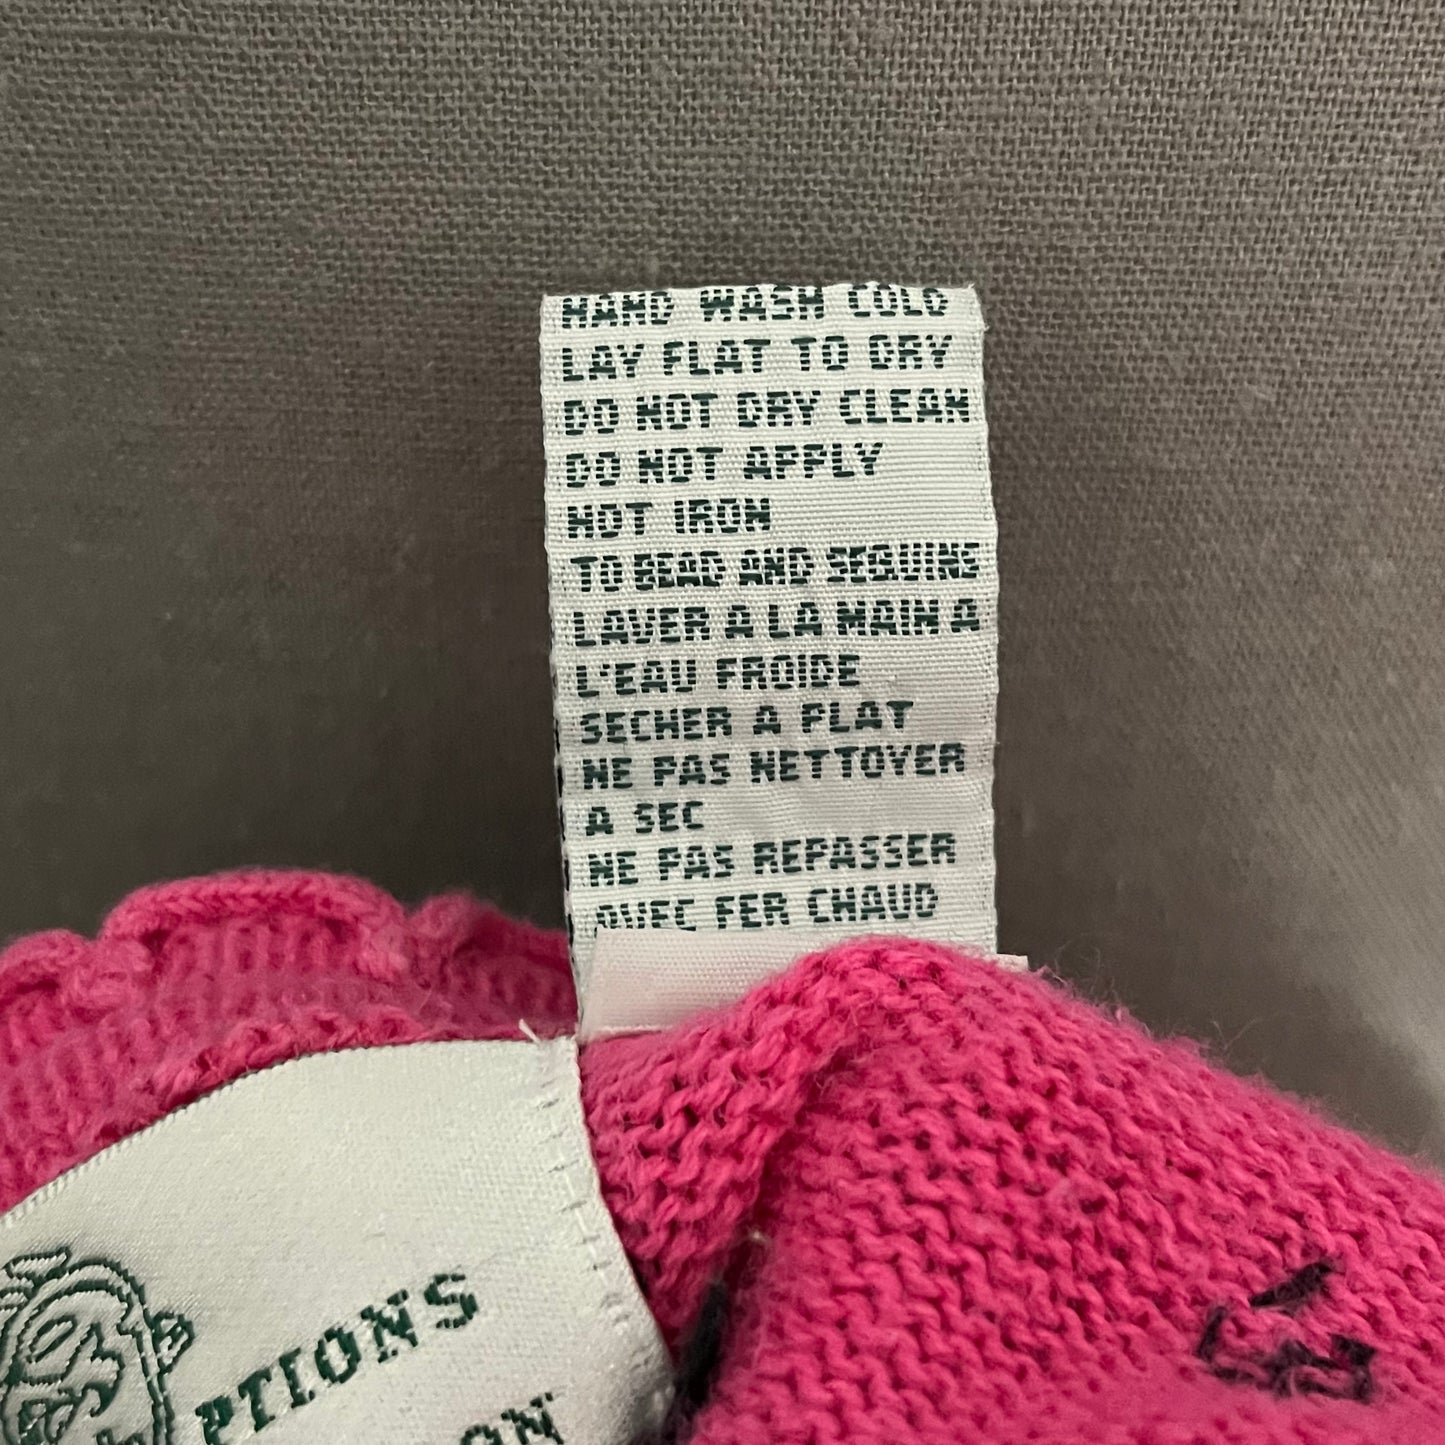 HAND WASH COLD
LAY FLAT TO DRY
DO NOT DRY CLEAN
DO NOT APPLY
HOT IRON
TO BEAD AND SEQUINE
LAVER A LA MAIN A
L'EAU FROIDE
SECHER A PLAT
NE PAS NETTOYER
A SEC
NE PAS REPASSER
AVEC FER CHAUD
PTIONS